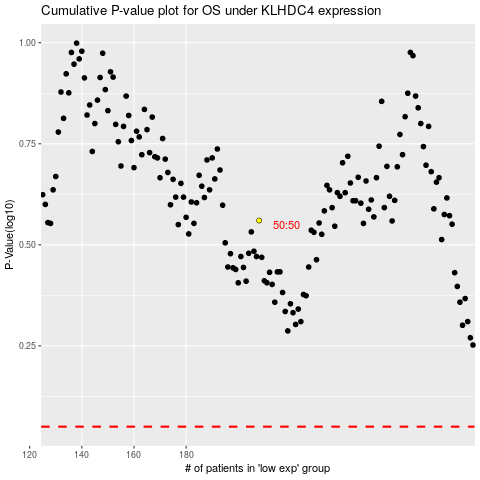 Cumulative P-value plot for OS under KLHDC4 expression
P-Value(log10)
1.00
0.75
0.50
0.25
50:50
120 140 160 180
# of patients in 'low exp' group